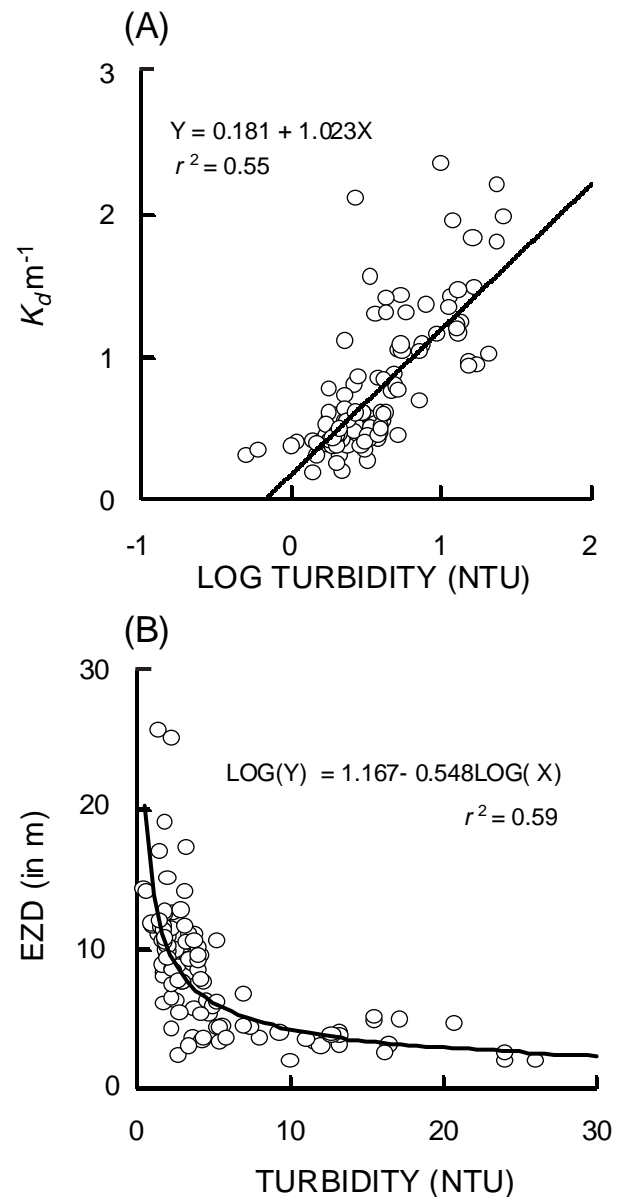 (A)
3
Y = 0.181 + 1.023X
r² = 0.55
2
K_d m⁻¹
1
0
-1 0 1 2
LOG TURBIDITY (NTU)
(B)
30
LOG(Y) = 1.167- 0.548LOG( X)
r² = 0.59
20
EZD (in m)
10
0
0 10 20 30
TURBIDITY (NTU)